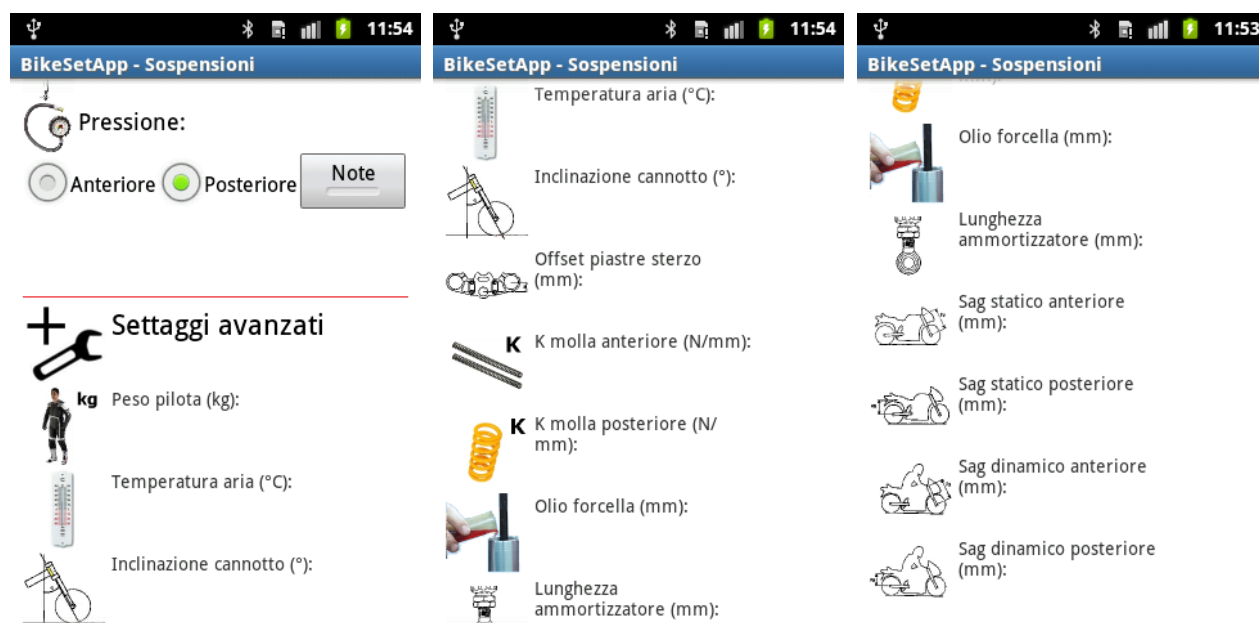 11:54
BikeSetApp - Sospensioni
Pressione:
Anteriore Posteriore Note
Settaggi avanzati
kg Peso pilota (kg):
Temperatura aria (°C):
Inclinazione cannotto (°):
11:54
BikeSetApp - Sospensioni
Temperatura aria (°C):
Inclinazione cannotto (°):
Offset piastre sterzo
(mm):
K K molla anteriore (N/mm):
K K molla posteriore (N/
mm):
Olio forcella (mm):
Lunghezza
ammortizzatore (mm):
11:53
BikeSetApp - Sospensioni
Olio forcella (mm):
Lunghezza
ammortizzatore (mm):
Sag statico anteriore
(mm):
Sag statico posteriore
(mm):
Sag dinamico anteriore
(mm):
Sag dinamico posteriore
(mm):